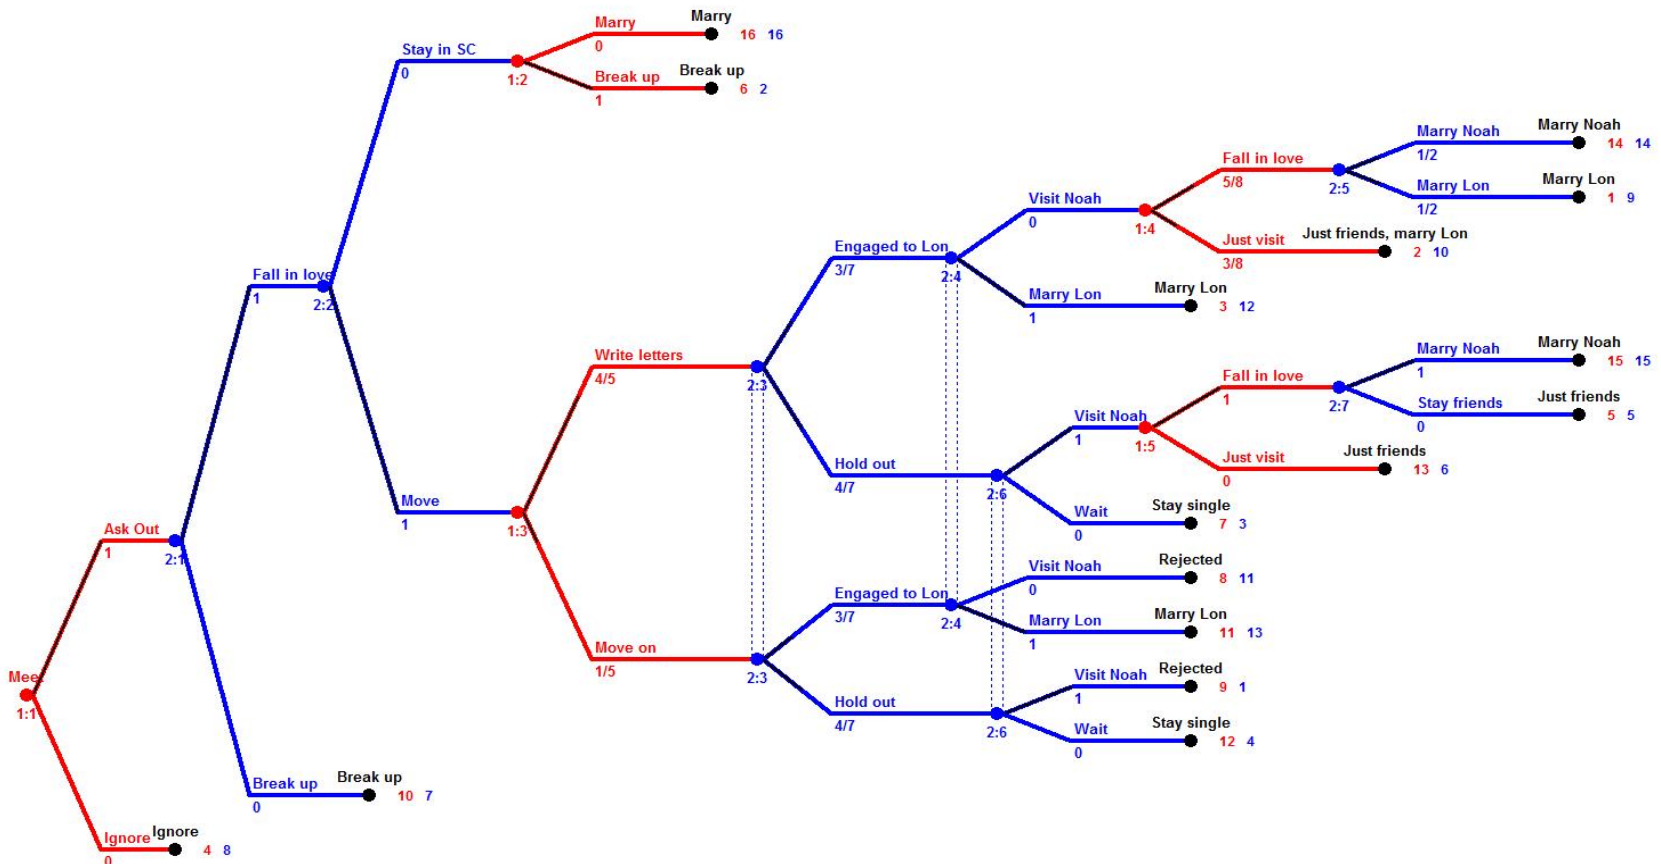 Marry
Marry
0
16 16
Stay in SC
0
1:2
Break up
Break up
1
6 2
Marry Noah
Marry Noah
1/2
14 14
Fall in love
5/8
2:5
Marry Lon
Marry Lon
1/2
1 9
Visit Noah
0
1:4
Just visit
3/8
Just friends, marry Lon
2 10
Engaged to Lon
3/7
2:4
Marry Lon
Marry Lon
1
3 12
Fall in love
1
2:2
Write letters
4/5
2:3
Marry Noah
Marry Noah
1
15 15
Fall in love
1
2:7
Stay friends
Just friends
0
5 5
Visit Noah
1
1:5
Just visit
0
Just friends
13 6
Hold out
4/7
2:6
Wait
0
Stay single
7 3
Move
1
1:3
Ask Out
1
2:1
Visit Noah
0
Rejected
8 11
Engaged to Lon
3/7
2:4
Marry Lon
1
Marry Lon
11 13
Move on
1/5
2:3
Visit Noah
1
Rejected
9 1
Hold out
4/7
2:6
Wait
0
Stay single
12 4
Meet
1:1
Break up
0
Break up
10 7
Ignore
0
Ignore
4 8